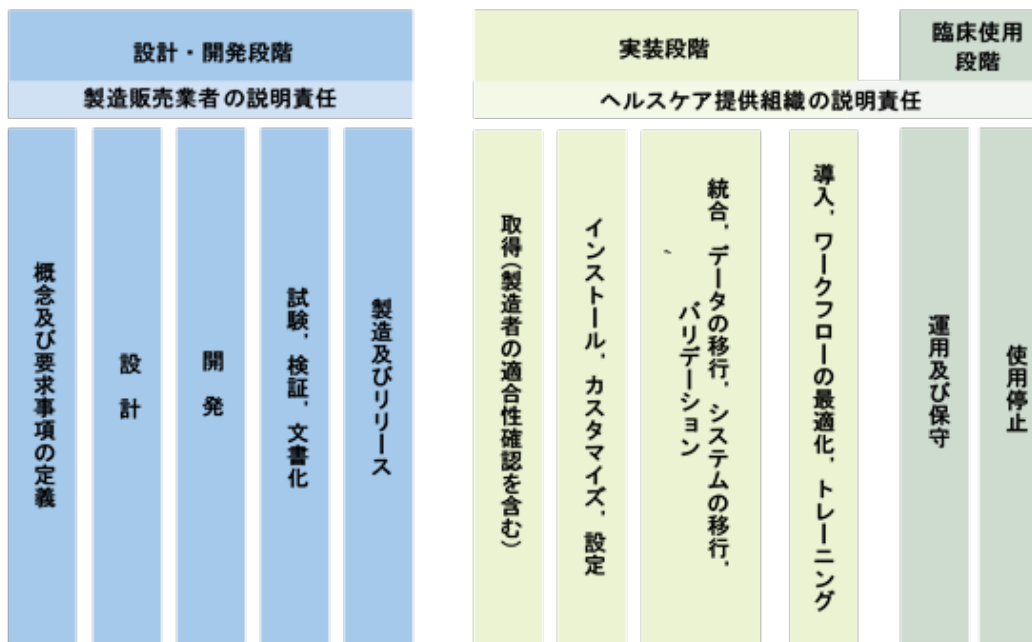 設計・開発段階
製造販売業者の説明責任
実装段階
臨床使用
段階
ヘルスケア提供組織の説明責任
概念及び要求事項の定義
設計
開発
試験，検証，文書化
製造及びリリース
取得（製造者の適合性確認を含む）
インストール，カスタマイズ，設定
統合，データの移行，システムの移行，
バリデーション
導入，ワークフローの最適化，トレーニング
運用及び保守
使用停止